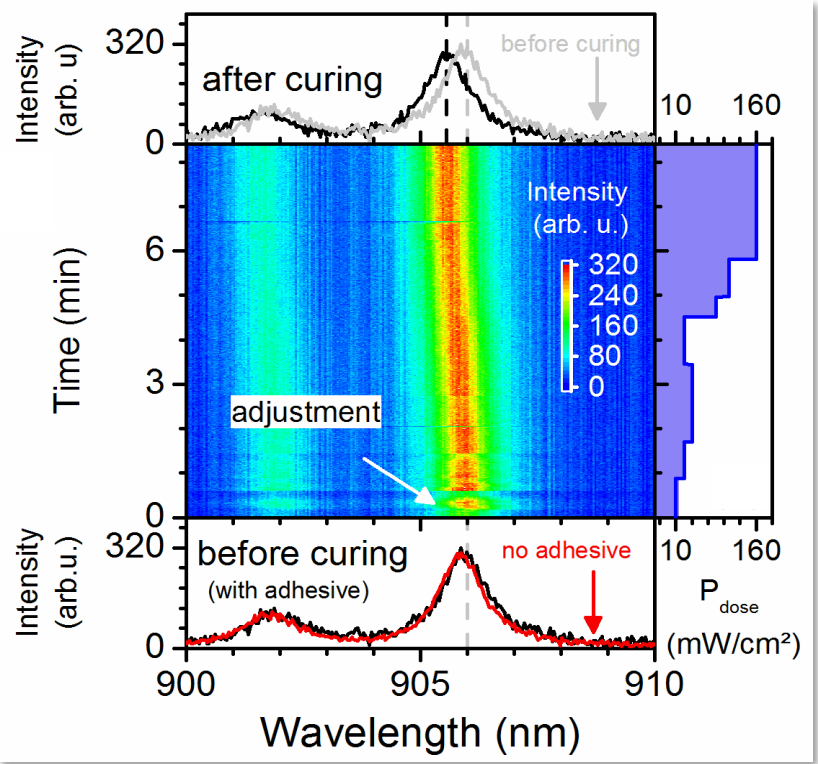 320
Intensity
(arb. u)
before curing
after curing
0
10 160
0
Intensity
(arb. u.)
320
240
160
80
0
6
Time (min)
3
adjustment
0
320
Intensity
(arb.u.)
before curing
(with adhesive)
no adhesive
0
10 160
P dose
(mW/cm²)
900 905 910
Wavelength (nm)